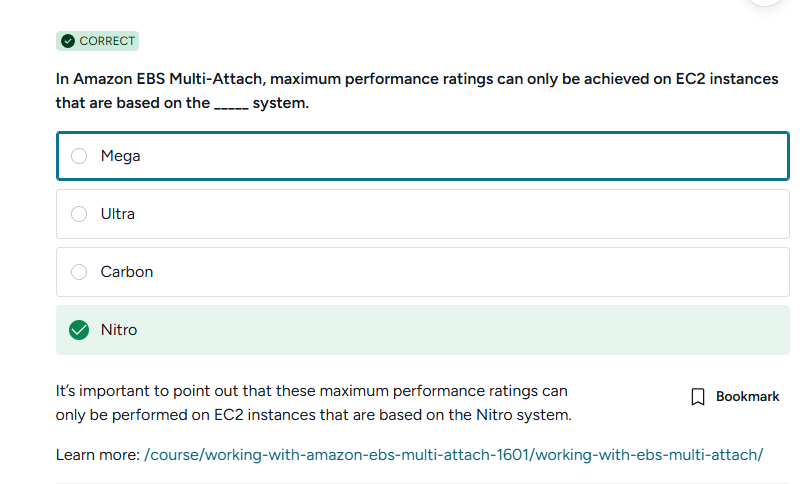 CORRECT
In Amazon EBS Multi-Attach, maximum performance ratings can only be achieved on EC2 instances
that are based on the _____ system.
Mega
Ultra
Carbon
Nitro
It's important to point out that these maximum performance ratings can
only be performed on EC2 instances that are based on the Nitro system.
Bookmark
Learn more: /course/working-with-amazon-ebs-multi-attach-1601/working-with-ebs-multi-attach/